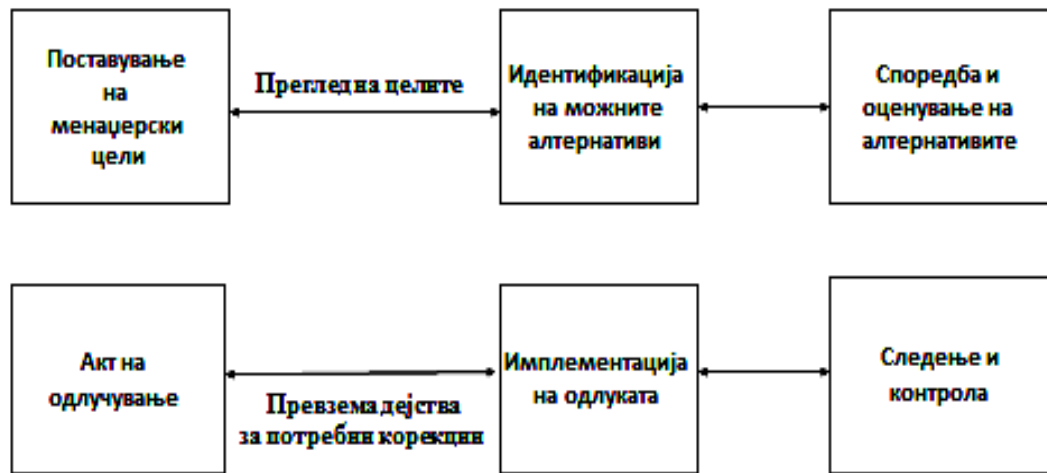 Поставување
на
менаџерски
цели
Преглед на целите
Идентификација
на можните
алтернативи
Споредба и
оценување на
алтернативите
Акт на
одлучување
Превзема дејства
за потребни корекции
Имплементација
на одлуката
Следење и
контрола